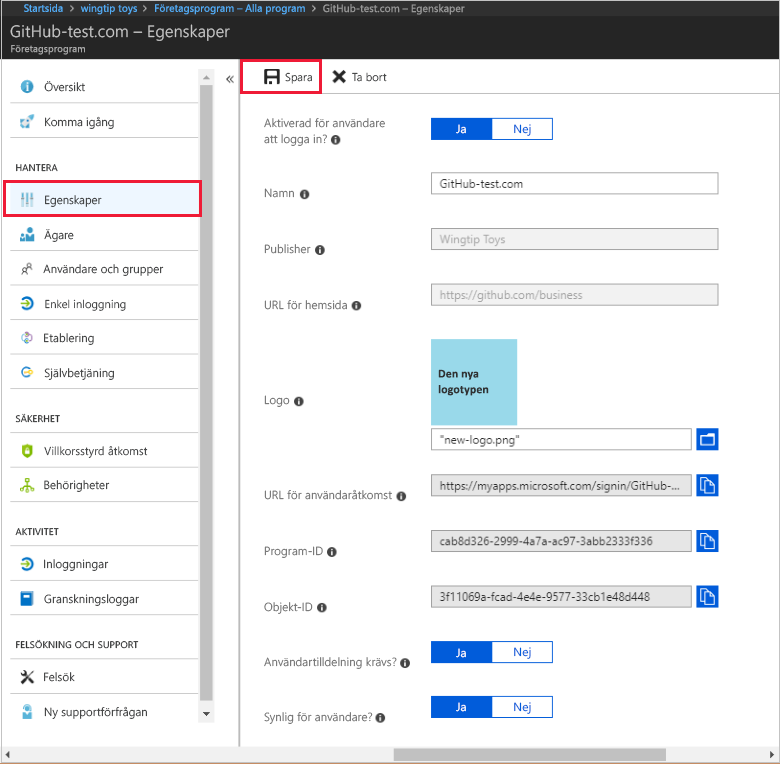 Startsida > wingtip toys > Företagsprogram – Alla program > GitHub-test.com – Egenskaper
GitHub-test.com – Egenskaper
Företagsprogram
Översikt
Komma igång
HANTERA
Egenskaper
Ägare
Användare och grupper
Enkel inloggning
Etablering
Självbetjäning
SÄKERHET
Villkorsstyrd åtkomst
Behörigheter
AKTIVITET
Inloggningar
Granskningsloggar
FELSÖKNING OCH SUPPORT
Felsök
Ny supportförfrågan
«
Spara
Ta bort
Aktiverad för användare
att logga in?
Ja Nej
Namn
GitHub-test.com
Publisher
Wingtip Toys
URL för hemsida
https://github.com/business
Logo
Den nya
logotypen
"new-logo.png"
URL för användaråtkomst
https://myapps.microsoft.com/signin/GitHub-...
Program-ID
cab8d326-2999-4a7a-ac97-3abb2333f336
Objekt-ID
3f11069a-fcad-4e4e-9577-33cb1e48d448
Användartilldelning krävs?
Ja Nej
Synlig för användare?
Ja Nej